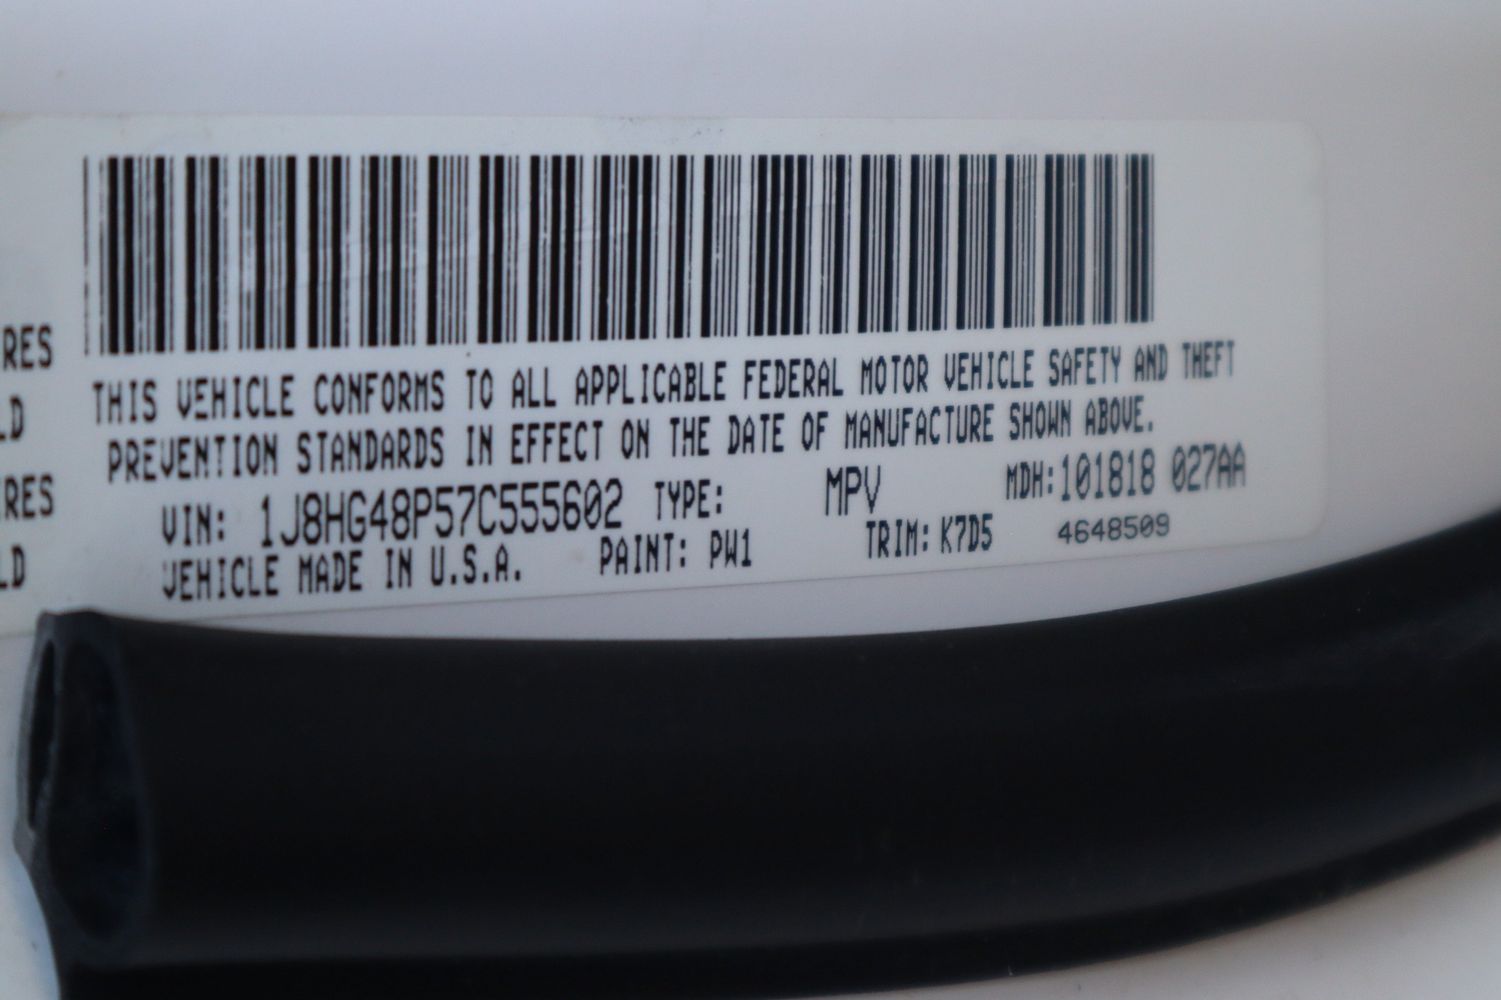 RES
LD
RES
LD
THIS VEHICLE CONFORMS TO ALL APPLICABLE FEDERAL MOTOR VEHICLE SAFETY AND THEFT
PREVENTION STANDARDS IN EFFECT ON THE DATE OF MANUFACTURE SHOWN ABOVE.
VIN: 1J8HG48P57C555602 TYPE: MPV MDH:101818 027AA
VEHICLE MADE IN U.S.A. PAINT: PW1 TRIM: K7D5 4648509